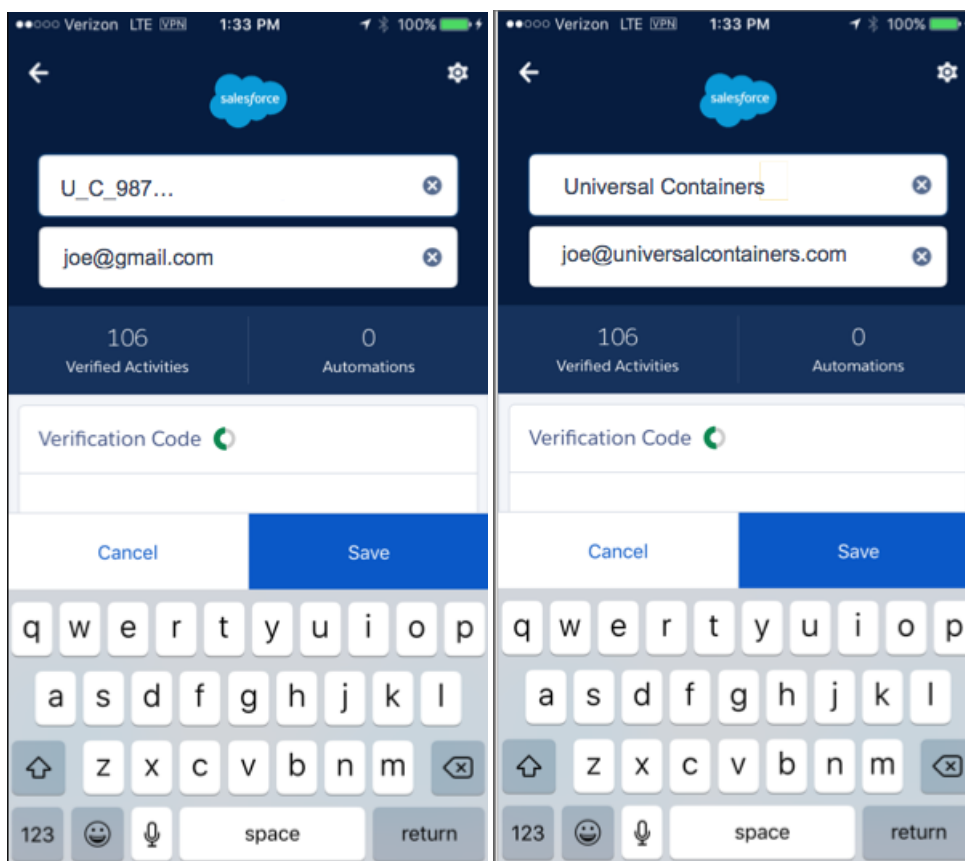 Verizon LTE VPN 1:33 PM 100%
salesforce
U_C_987...
joe@gmail.com
106 0
Verified Activities Automations
Verification Code
Cancel Save
q w e r t y u i o p
a s d f g h j k l
z x c v b n m
123 space return
Verizon LTE VPN 1:33 PM 100%
salesforce
Universal Containers
joe@universalcontainers.com
106 0
Verified Activities Automations
Verification Code
Cancel Save
q w e r t y u i o p
a s d f g h j k l
z x c v b n m
123 space return